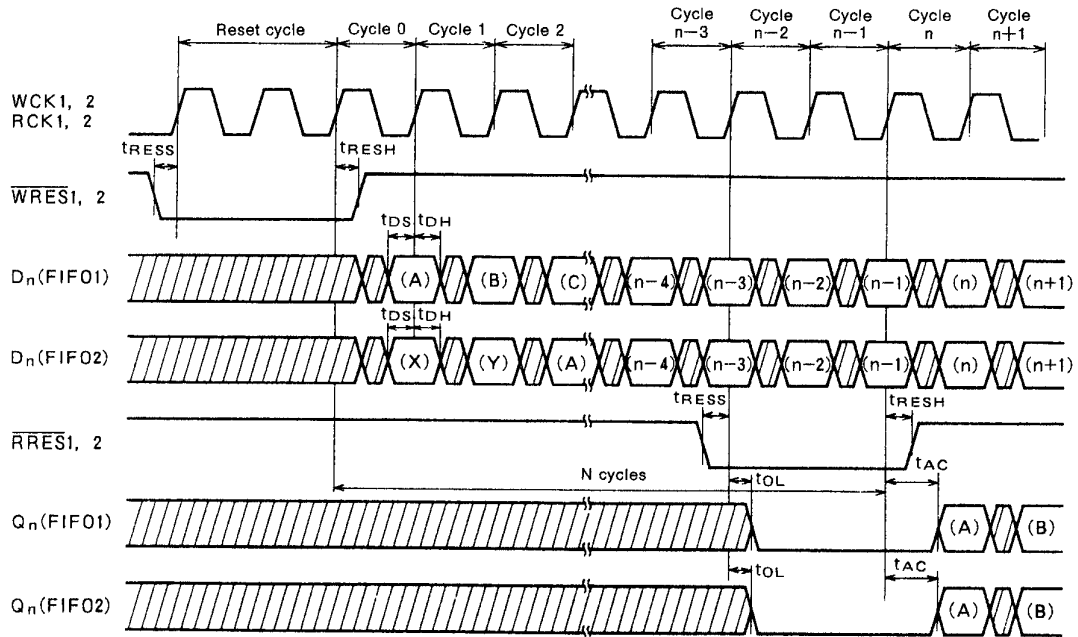 Reset cycle Cycle 0 Cycle 1 Cycle 2 Cycle n−3 Cycle n−2 Cycle n−1 Cycle n Cycle n+1
WCK1, 2
RCK1, 2
tRESS tRESH
WRES1, 2
tDS tDH
Dn(FIFO1) (A) (B) (C) (n−4) (n−3) (n−2) (n−1) (n) (n+1)
tDS tDH
Dn(FIFO2) (X) (Y) (A) (n−4) (n−3) (n−2) (n−1) (n) (n+1)
tRESS tRESH
RRES1, 2
N cycles tOL tAC
Qn(FIFO1) (A) (B)
tOL tAC
Qn(FIFO2) (A) (B)